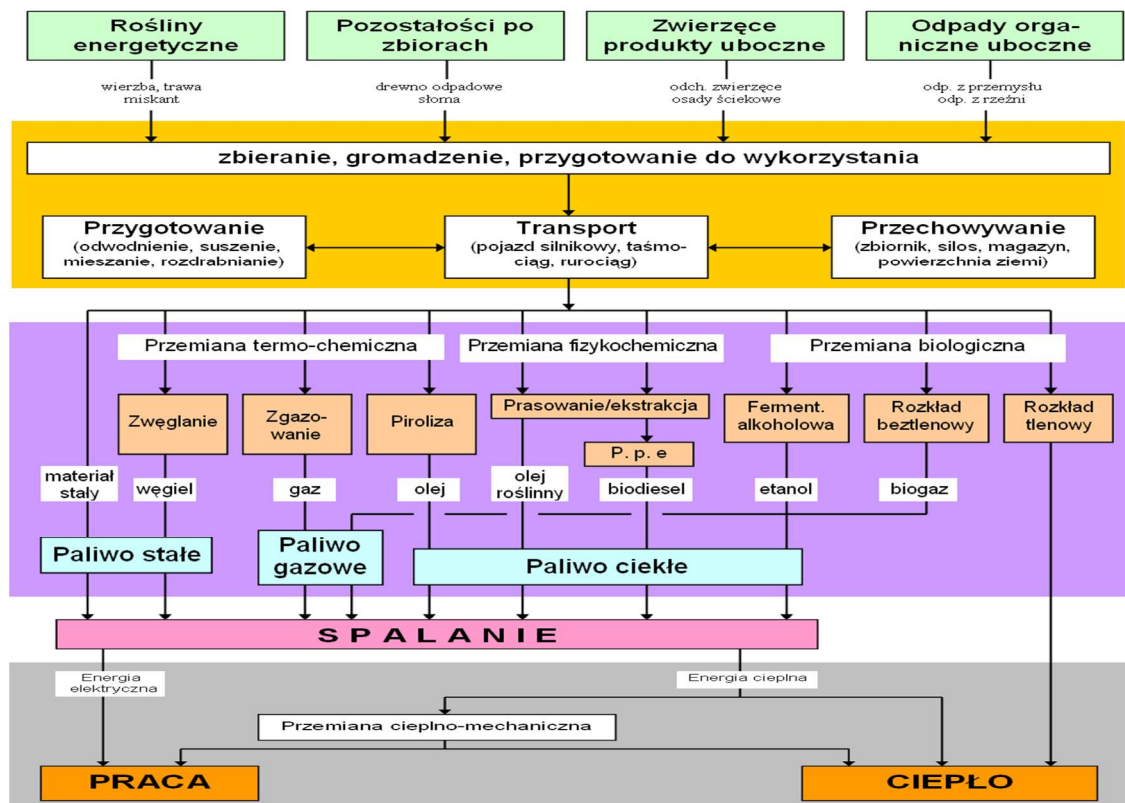 Rośliny
energetyczne
Pozostałości po
zbiorach
Zwierzęce
produkty uboczne
Odpady orga-
niczne uboczne
wierzba, trawa
miskant
drewno odpadowe
słoma
odch. zwierzęce
osady ściekowe
odp. z przemysłu
odp. z rzeźni
zbieranie, gromadzenie, przygotowanie do wykorzystania
Przygotowanie
(odwodnienie, suszenie,
mieszanie, rozdrabnianie)
Transport
(pojazd silnikowy, taśmo-
ciąg, rurociąg)
Przechowywanie
(zbiornik, silos, magazyn,
powierzchnia ziemi)
Przemiana termo-chemiczna
Przemiana fizykochemiczna
Przemiana biologiczna
Zwęglanie
Zgazo-
wanie
Piroliza
Prasowanie/ekstrakcja
P. p. e
Ferment.
alkoholowa
Rozkład
beztlenowy
Rozkład
tlenowy
materiał
stały
węgiel
gaz
olej
olej
roślinny
biodiesel
etanol
biogaz
Paliwo stałe
Paliwo
gazowe
Paliwo ciekłe
S P A L A N I E
Energia
elektryczna
Energia cieplna
Przemiana cieplno-mechaniczna
PRACA
CIEPŁO